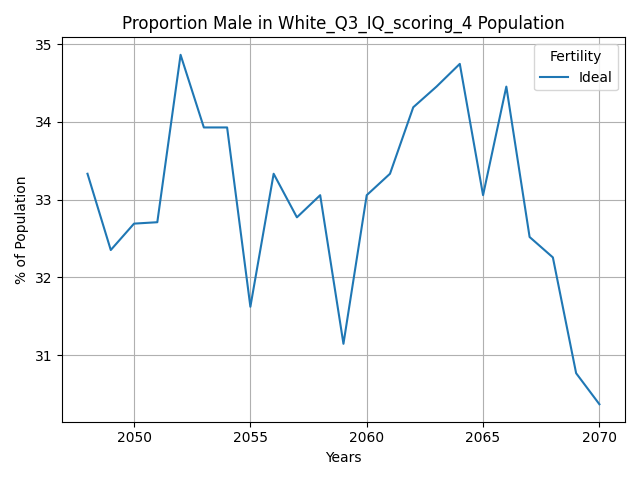 Proportion Male in White_Q3_IQ_scoring_4 Population
Fertility
Ideal
% of Population
35
34
33
32
31
2050 2055 2060 2065 2070
Years